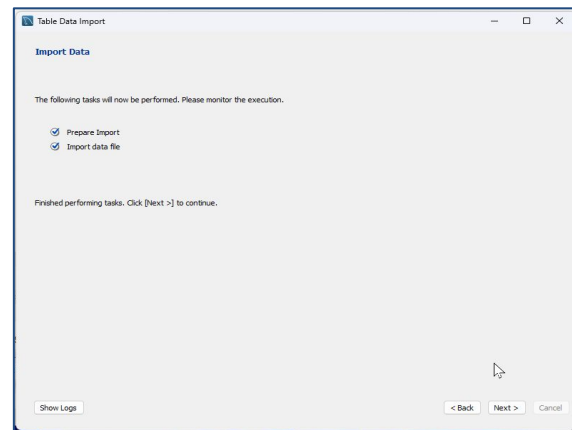 Table Data Import
Import Data
The following tasks will now be performed. Please monitor the execution.
Prepare Import
Import data file
Finished performing tasks. Click [Next >] to continue.
Show Logs
< Back
Next >
Cancel